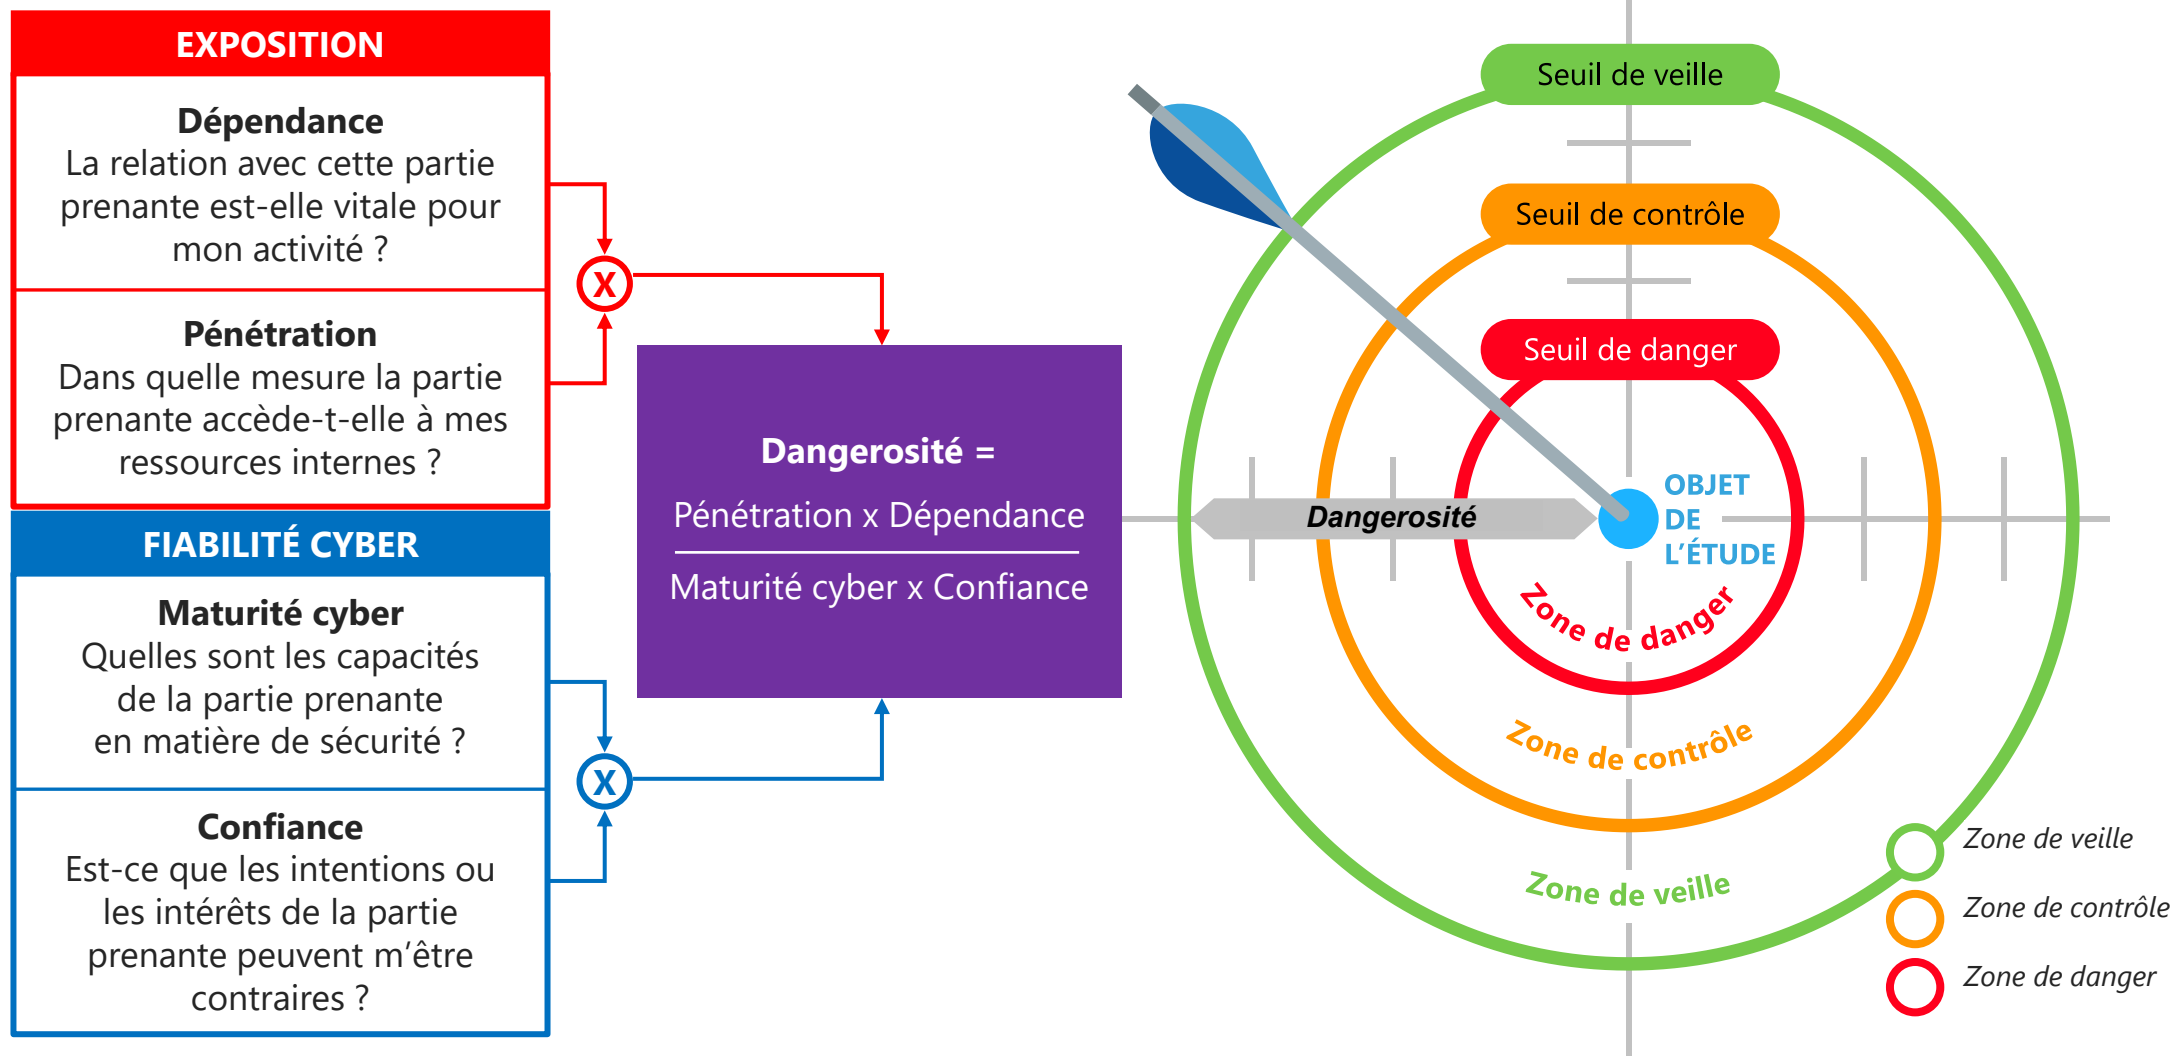 EXPOSITION
Dépendance
La relation avec cette partie
prenante est-elle vitale pour
mon activité ?
Pénétration
Dans quelle mesure la partie
prenante accède-t-elle à mes
ressources internes ?
FIABILITÉ CYBER
Maturité cyber
Quelles sont les capacités
de la partie prenante
en matière de sécurité ?
Confiance
Est-ce que les intentions ou
les intérêts de la partie
prenante peuvent m’être
contraires ?
X
X
Dangerosité =
Pénétration x Dépendance
Maturité cyber x Confiance
Seuil de veille
Seuil de contrôle
Seuil de danger
Dangerosité
OBJET
DE
L’ÉTUDE
Zone de danger
Zone de contrôle
Zone de veille
Zone de veille
Zone de contrôle
Zone de danger